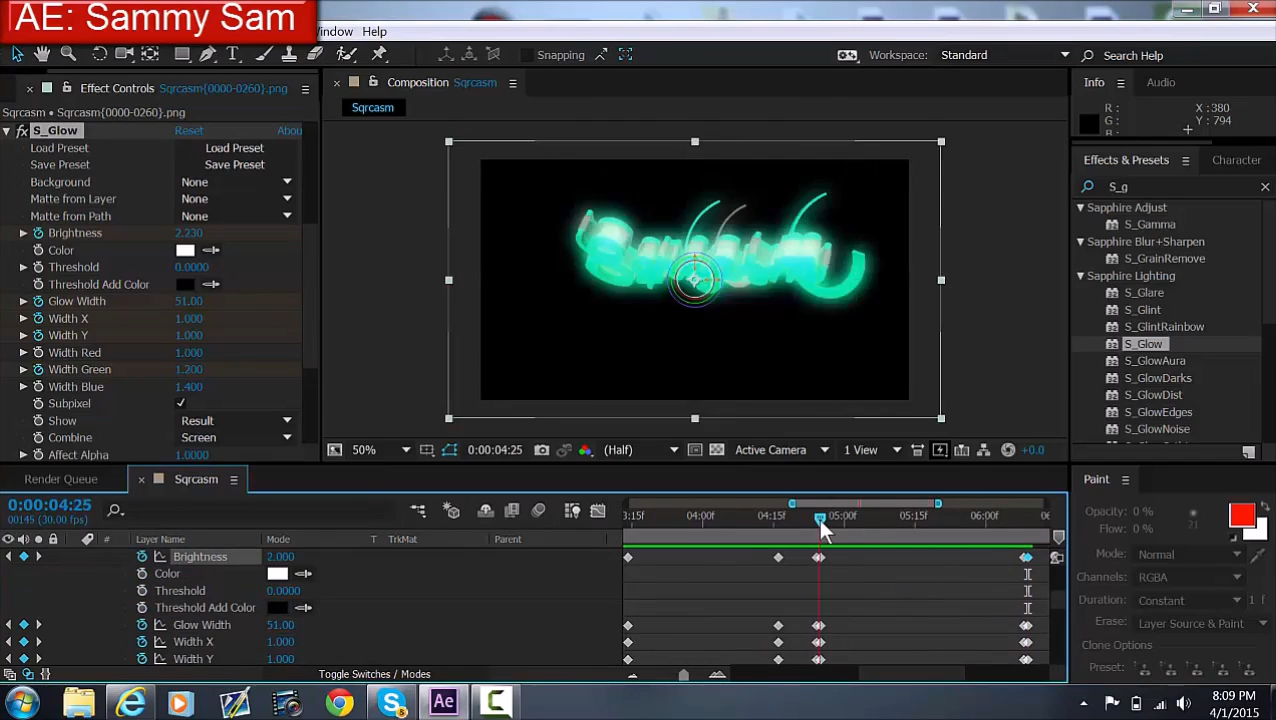 AE: Sammy Sam
Window Help
Snapping
Workspace: Standard
Search Help
Effect Controls Sqrcasm{0000-0260}.png
Sqrcasm • Sqrcasm{0000-0260}.png
S_Glow Reset Abou
Load Preset Load Preset
Save Preset Save Preset
Background None
Matte from Layer None
Matte from Path None
Brightness 2.230
Color
Threshold 0.0000
Threshold Add Color
Glow Width 51.00
Width X 1.000
Width Y 1.000
Width Red 1.000
Width Green 1.200
Width Blue 1.400
Subpixel
Show Result
Combine Screen
Affect Alpha 1.0000
Composition Sqrcasm
Sqrcasm
50% 0:00:04:25 (Half) Active Camera 1 View +0.0
Info Audio
R : X : 380
G : Y : 794
B :
Effects & Presets Character
S_g
Sapphire Adjust
S_Gamma
Sapphire Blur+Sharpen
S_GrainRemove
Sapphire Lighting
S_Glare
S_Glint
S_GlintRainbow
S_Glow
S_GlowAura
S_GlowDarks
S_GlowDist
S_GlowEdges
S_GlowNoise
Render Queue Sqrcasm
0:00:04:25
00145 (30.00 fps)
3:15f 04:00f 04:15f 05:00f 05:15f 06:00f 06
Layer Name Mode T TrkMat Parent
Brightness 2.000
Color
Threshold 0.0000
Threshold Add Color
Glow Width 51.00
Width X 1.000
Width Y 1.000
Toggle Switches / Modes
Paint
Opacity: 0 %
Flow: 0 %
21
Mode: Normal
Channels: RGBA
Duration: Constant 1 f
Erase: Layer Source & Paint
Clone Options
Preset:
Ae
8:09 PM
4/1/2015